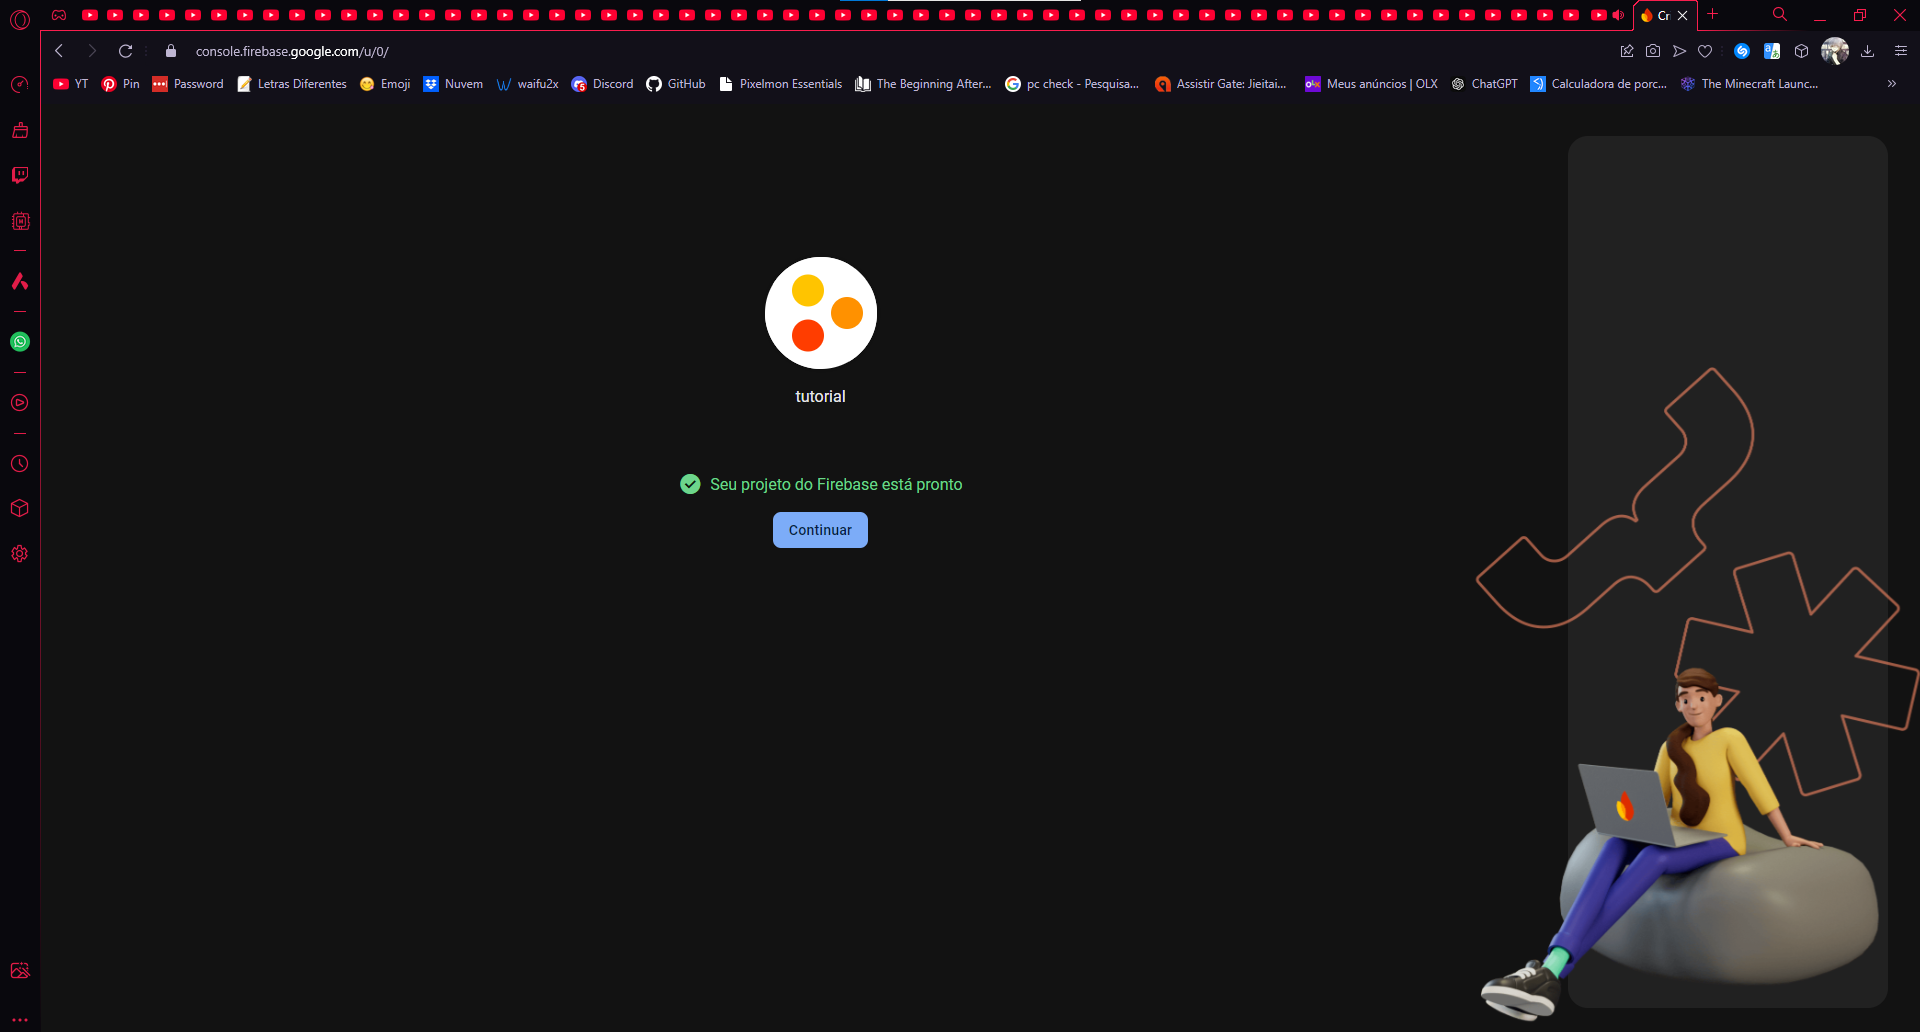 Cr
console.firebase.google.com/u/0/
YT
Pin
Password
Letras Diferentes
Emoji
Nuvem
waifu2x
Discord
GitHub
Pixelmon Essentials
The Beginning After...
pc check - Pesquisa...
Assistir Gate: Jieitai...
Meus anúncios | OLX
ChatGPT
Calculadora de porc...
The Minecraft Launc...
tutorial
Seu projeto do Firebase está pronto
Continuar